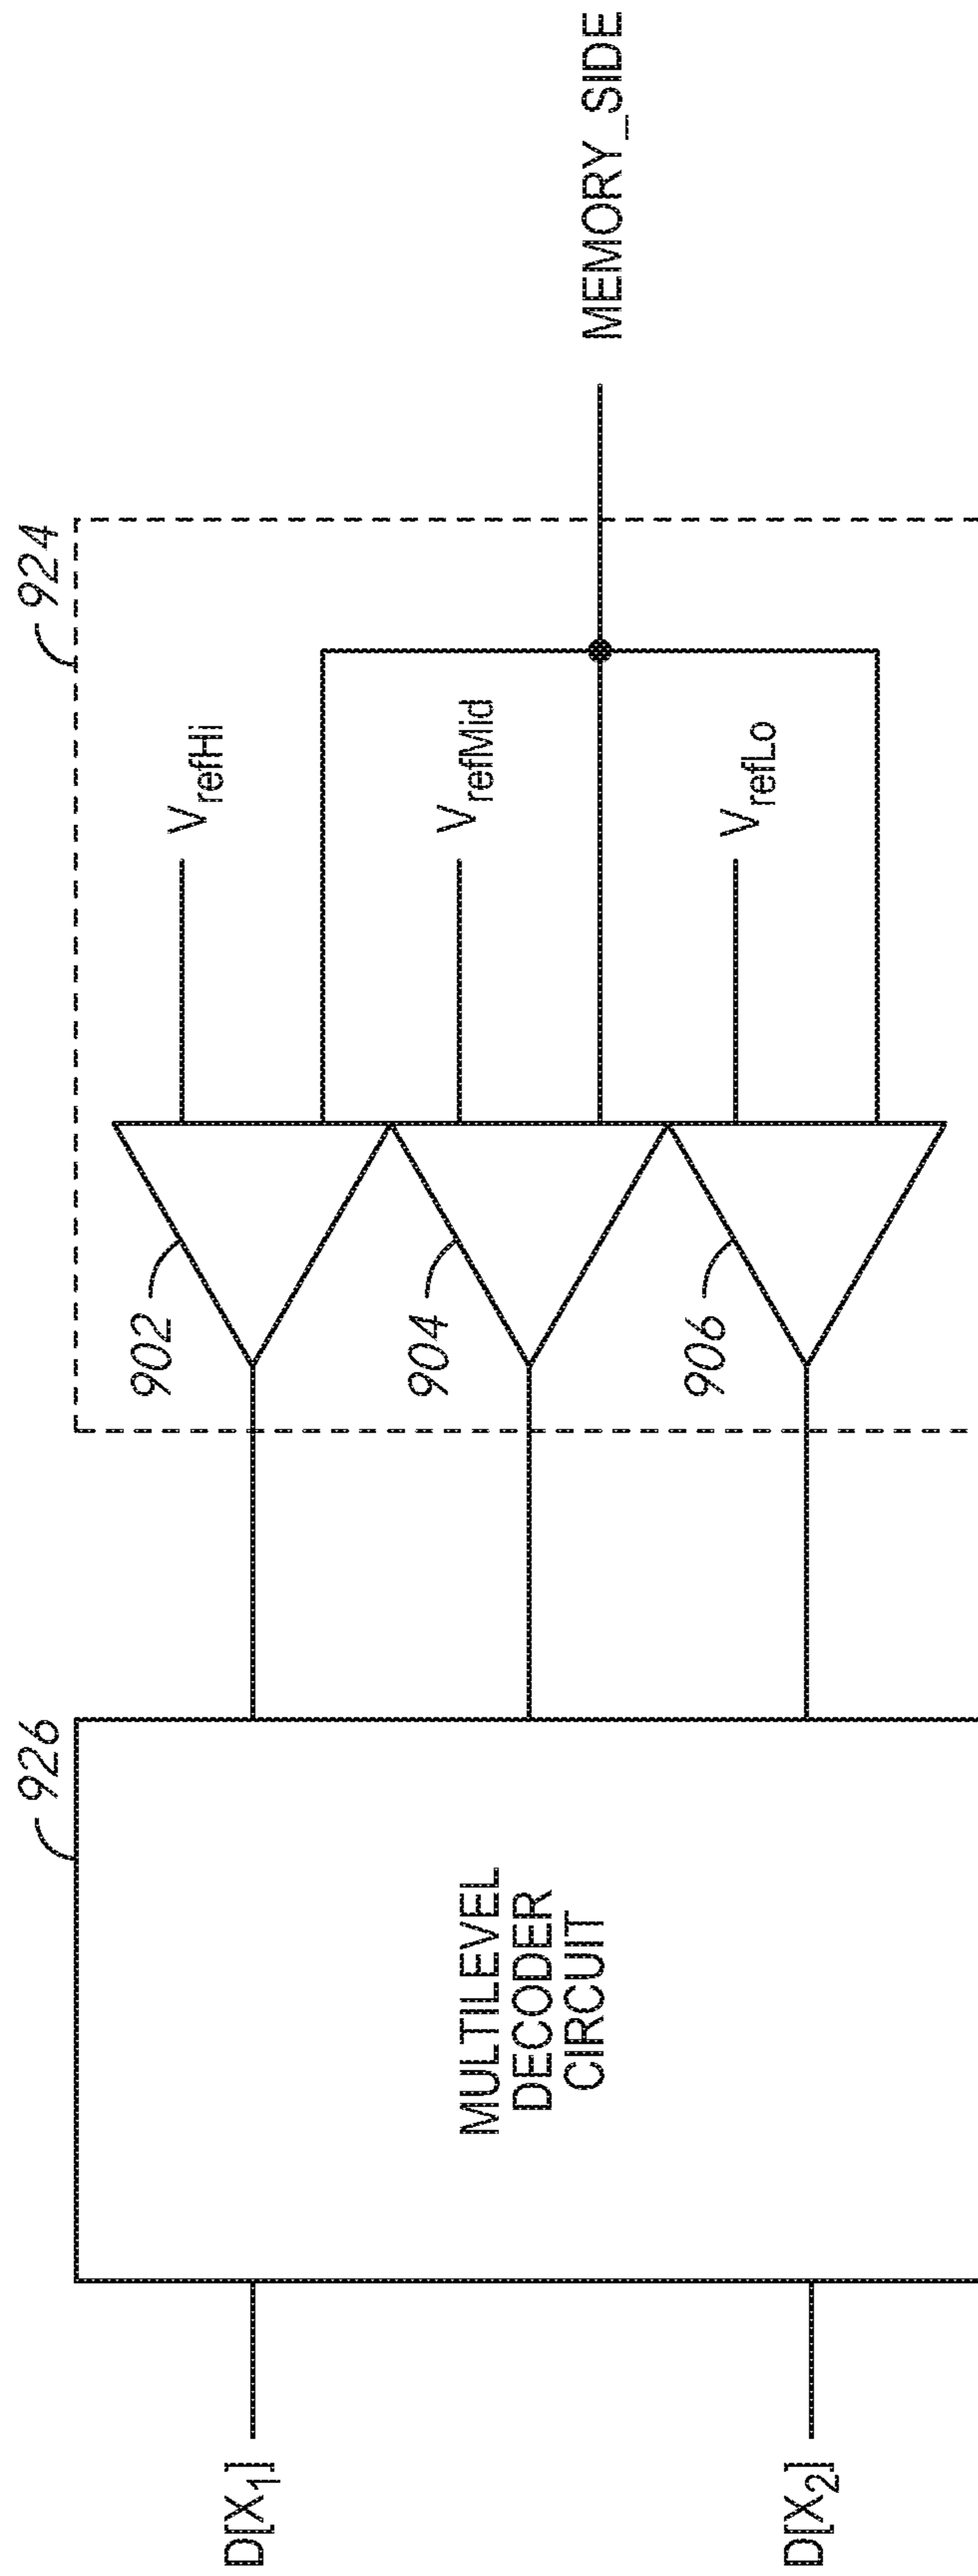 926
924
D[X1]
D[X2]
MULTILEVEL
DECODER
CIRCUIT
902
904
906
VrefHi
VrefMid
VrefLo
MEMORY_SIDE